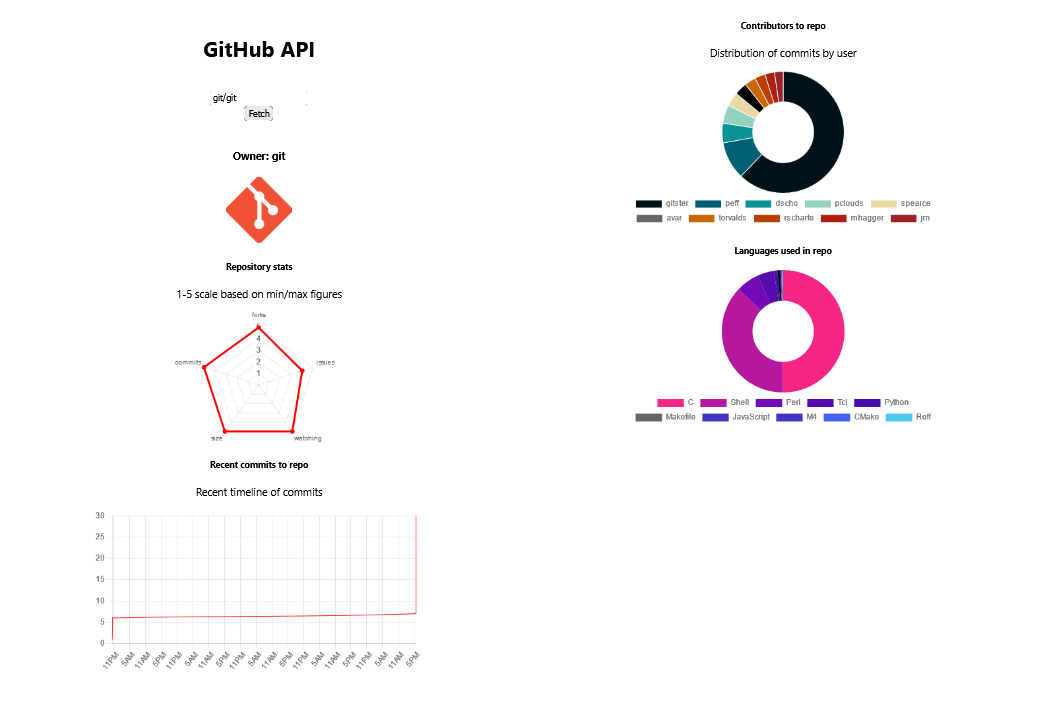 GitHub API
git/git
Fetch
Owner: git
Repository stats
1-5 scale based on min/max figures
forks
5
4
3
2
1
commits
issues
size
watching
Recent commits to repo
Recent timeline of commits
30
25
20
15
10
5
0
11PM 5AM 11AM 5PM 11PM 5AM 11AM 5PM 11PM 5AM 11AM 5PM 11PM 5AM 11AM 5PM 11PM 5AM 11AM 5PM
Contributors to repo
Distribution of commits by user
gitster peff dscho pclouds spearce
avar torvalds rscharfe mhagger jrn
Languages used in repo
C Shell Perl Tcl Python
Makefile JavaScript M4 CMake Roff